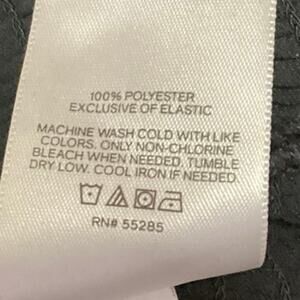 100% POLYESTER
EXCLUSIVE OF ELASTIC
MACHINE WASH COLD WITH LIKE
COLORS. ONLY NON-CHLORINE
BLEACH WHEN NEEDED. TUMBLE
DRY LOW. COOL IRON IF NEEDED.
RN# 55285